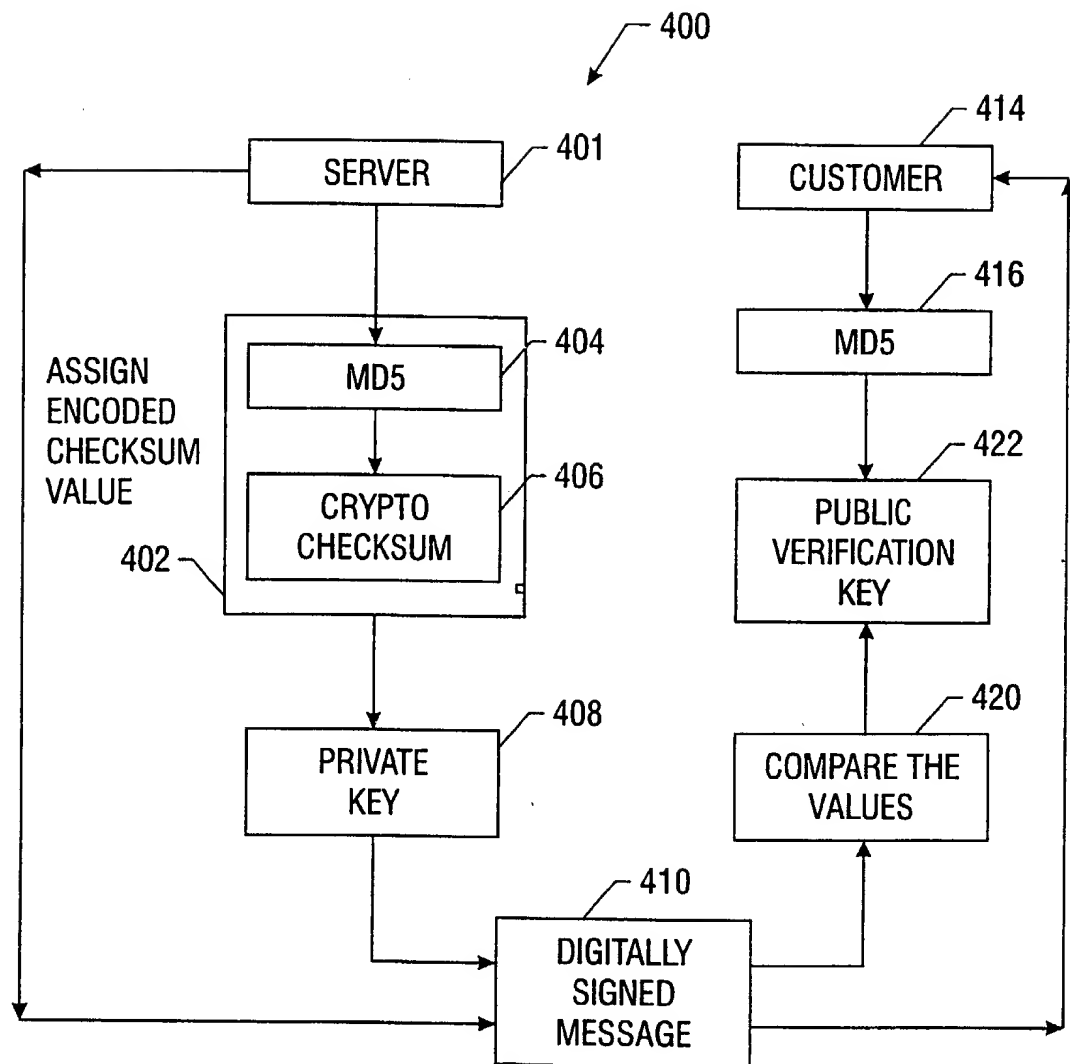 400
SERVER
401
414
CUSTOMER
416
MD5
ASSIGN
ENCODED
CHECKSUM
VALUE
MD5
404
CRYPTO
CHECKSUM
406
402
422
PUBLIC
VERIFICATION
KEY
408
PRIVATE
KEY
420
COMPARE THE
VALUES
410
DIGITALLY
SIGNED
MESSAGE